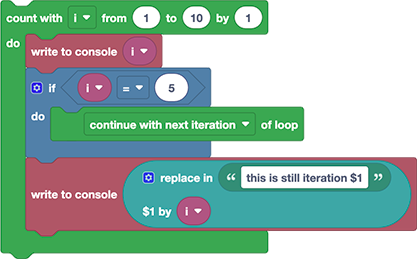 count with i from 1 to 10 by 1
do
write to console i
if i = 5
do
continue with next iteration of loop
replace in “ this is still iteration $1 ”
write to console
$1 by i